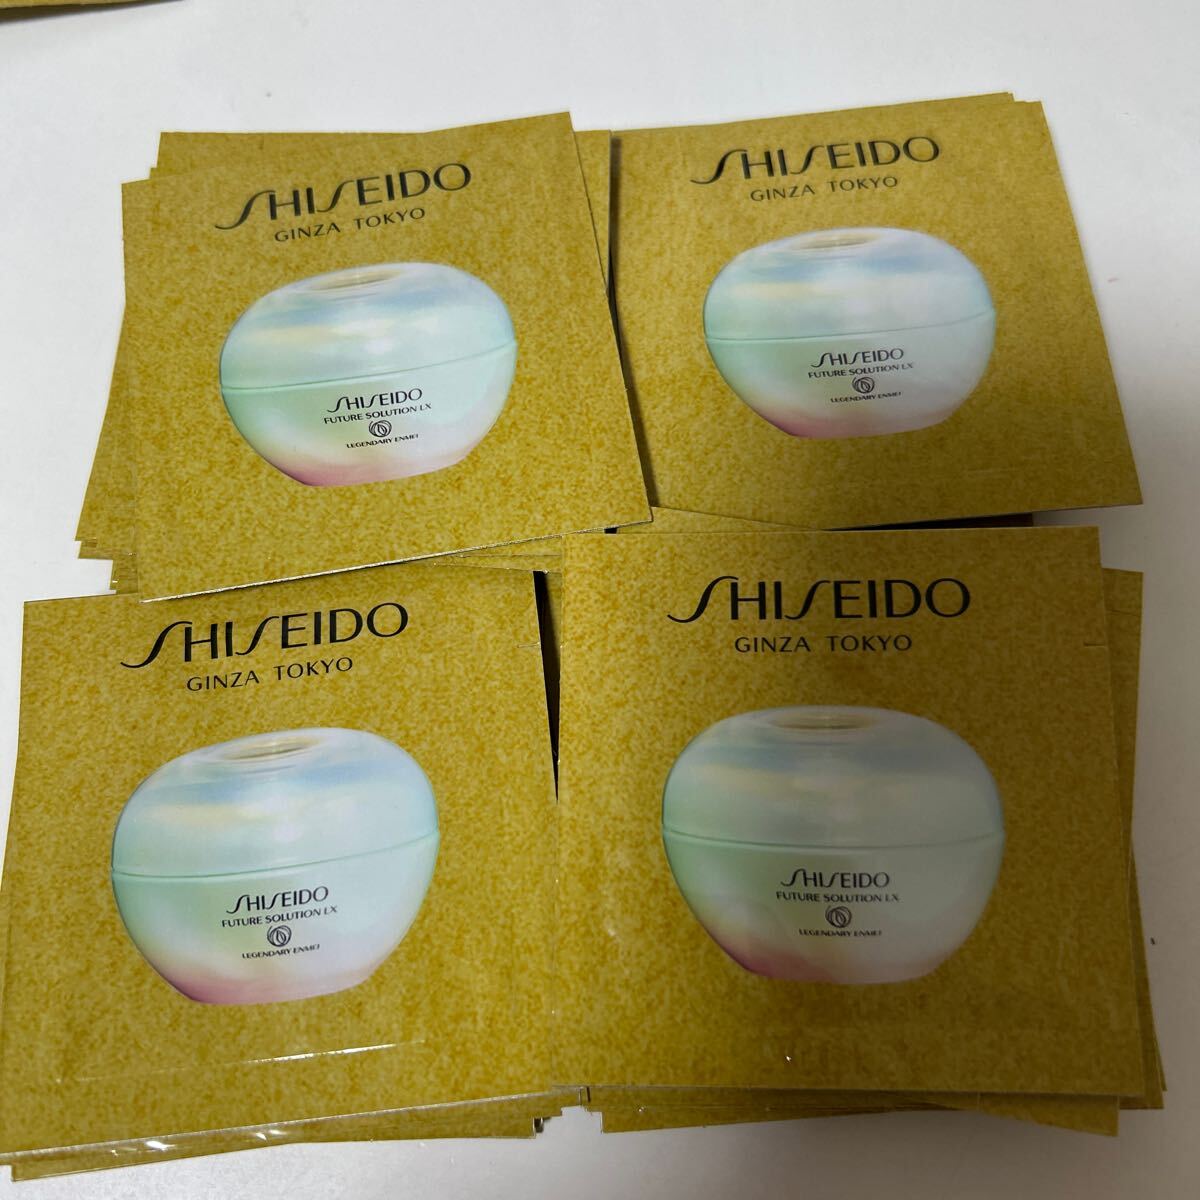 SHISEIDO
GINZA TOKYO
SHISEIDO
FUTURE SOLUTION LX
LEGENDARY ENMEI
SHISEIDO
GINZA TOKYO
SHISEIDO
FUTURE SOLUTION LX
LEGENDARY ENMEI
SHISEIDO
GINZA TOKYO
SHISEIDO
FUTURE SOLUTION LX
LEGENDARY ENMEI
SHISEIDO
GINZA TOKYO
SHISEIDO
FUTURE SOLUTION LX
LEGENDARY ENMEI